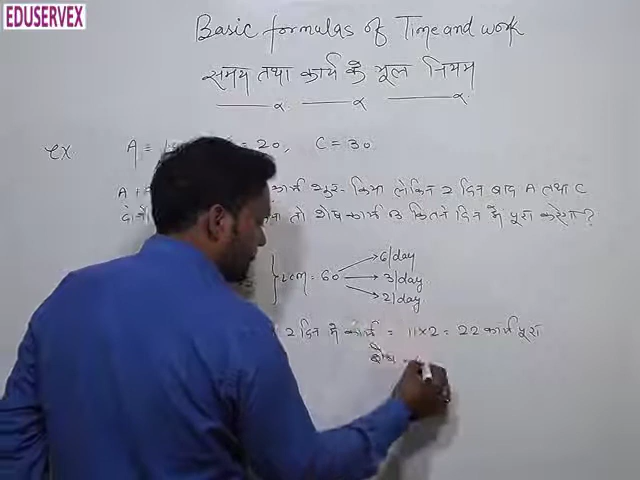 EDUSERVEX
Basic formulas of Time and work
समय तथा कार्य के मूल नियम
ex A = = 20, C = 30
A + कार्य शुरू किया लेकिन 2 दिन बाद A तथा C
तो शेष कार्य B कितने दिन में पूरा करेगा?
} LCM = 60
6/day
3/day
2/day
2 दिन में कार्य = 11×2 = 22 कार्य पूरा
शेष